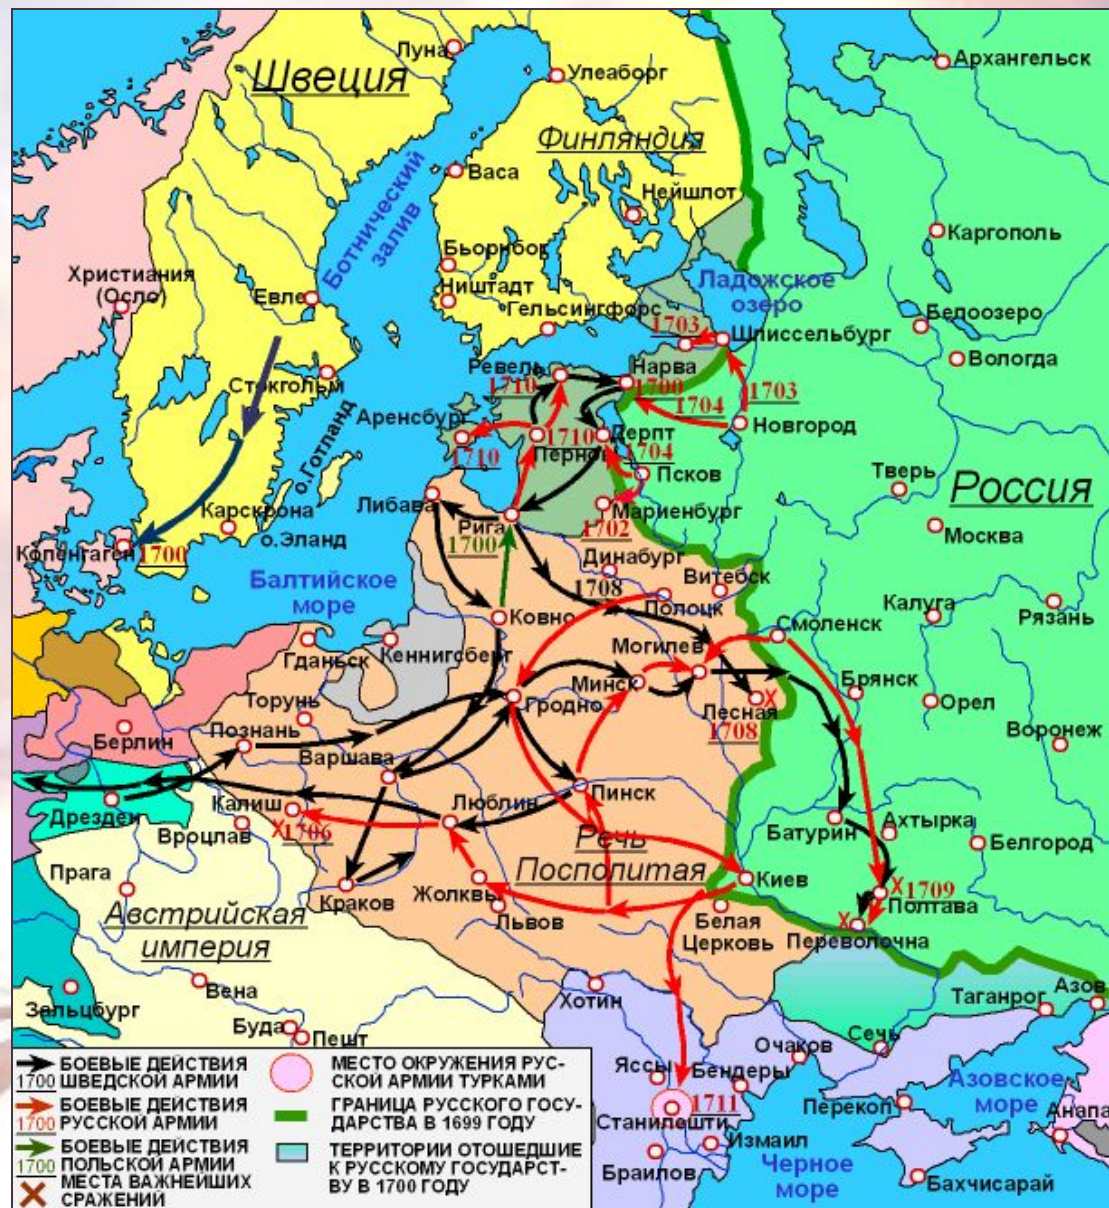 Швеция
Луна
Улеаборг
Архангельск
Финляндия
Ботнический
залив
Васа
Нейшлот
Каргополь
Бьорнборг
Христиания
(Осло)
Евле
Ништадт
Ладожское
озеро
Гельсингфорс
1703
Шлиссельбург
Белоозеро
Вологда
Стокгольм
Ревель
1710
Нарва
1700
1704
1703
Новгород
Аренсбург
1710
о.Готланд
1710
Пернов
Дерпт
1704
Псков
Тверь
Россия
Либава
Карскрона
о.Эланд
Рига
1700
Мариенбург
1702
Москва
Копенгаген
1700
Балтийское
море
Динабург
1708
Витебск
Полоцк
Ковно
Калуга
Рязань
Гданьск
Кеннигсберг
Могилев
Смоленск
Торунь
Гродно
Минск
Лесная
1708
Брянск
Орел
Воронеж
Берлин
Познань
Варшава
Дрезден
Калиш
1706
Вроцлав
Люблин
Пинск
Батурин
Ахтырка
Белгород
Речь
Посполитая
Прага
Австрийская
империя
Краков
Жолквы
Львов
Киев
Белая
Церковь
1709
Полтава
Переволочна
Зальцбург
Вена
Буда
Пешт
Хотин
Таганрог
Азов
Сечь
Очаков
Яссы
Бендеры
1711
Станилешти
Перекоп
Азовское
море
Анапа
Измаил
Браилов
Черное
море
Бахчисарай
БОЕВЫЕ ДЕЙСТВИЯ
1700 ШВЕДСКОЙ АРМИИ
БОЕВЫЕ ДЕЙСТВИЯ
1700 РУССКОЙ АРМИИ
БОЕВЫЕ ДЕЙСТВИЯ
1700 ПОЛЬСКОЙ АРМИИ
МЕСТА ВАЖНЕЙШИХ
СРАЖЕНИЙ
МЕСТО ОКРУЖЕНИЯ РУС-
СКОЙ АРМИИ ТУРКАМИ
ГРАНИЦА РУССКОГО ГОСУ-
ДАРСТВА В 1699 ГОДУ
ТЕРРИТОРИИ ОТОШЕДШИЕ
К РУССКОМУ ГОСУДАРСТ-
ВУ В 1700 ГОДУ